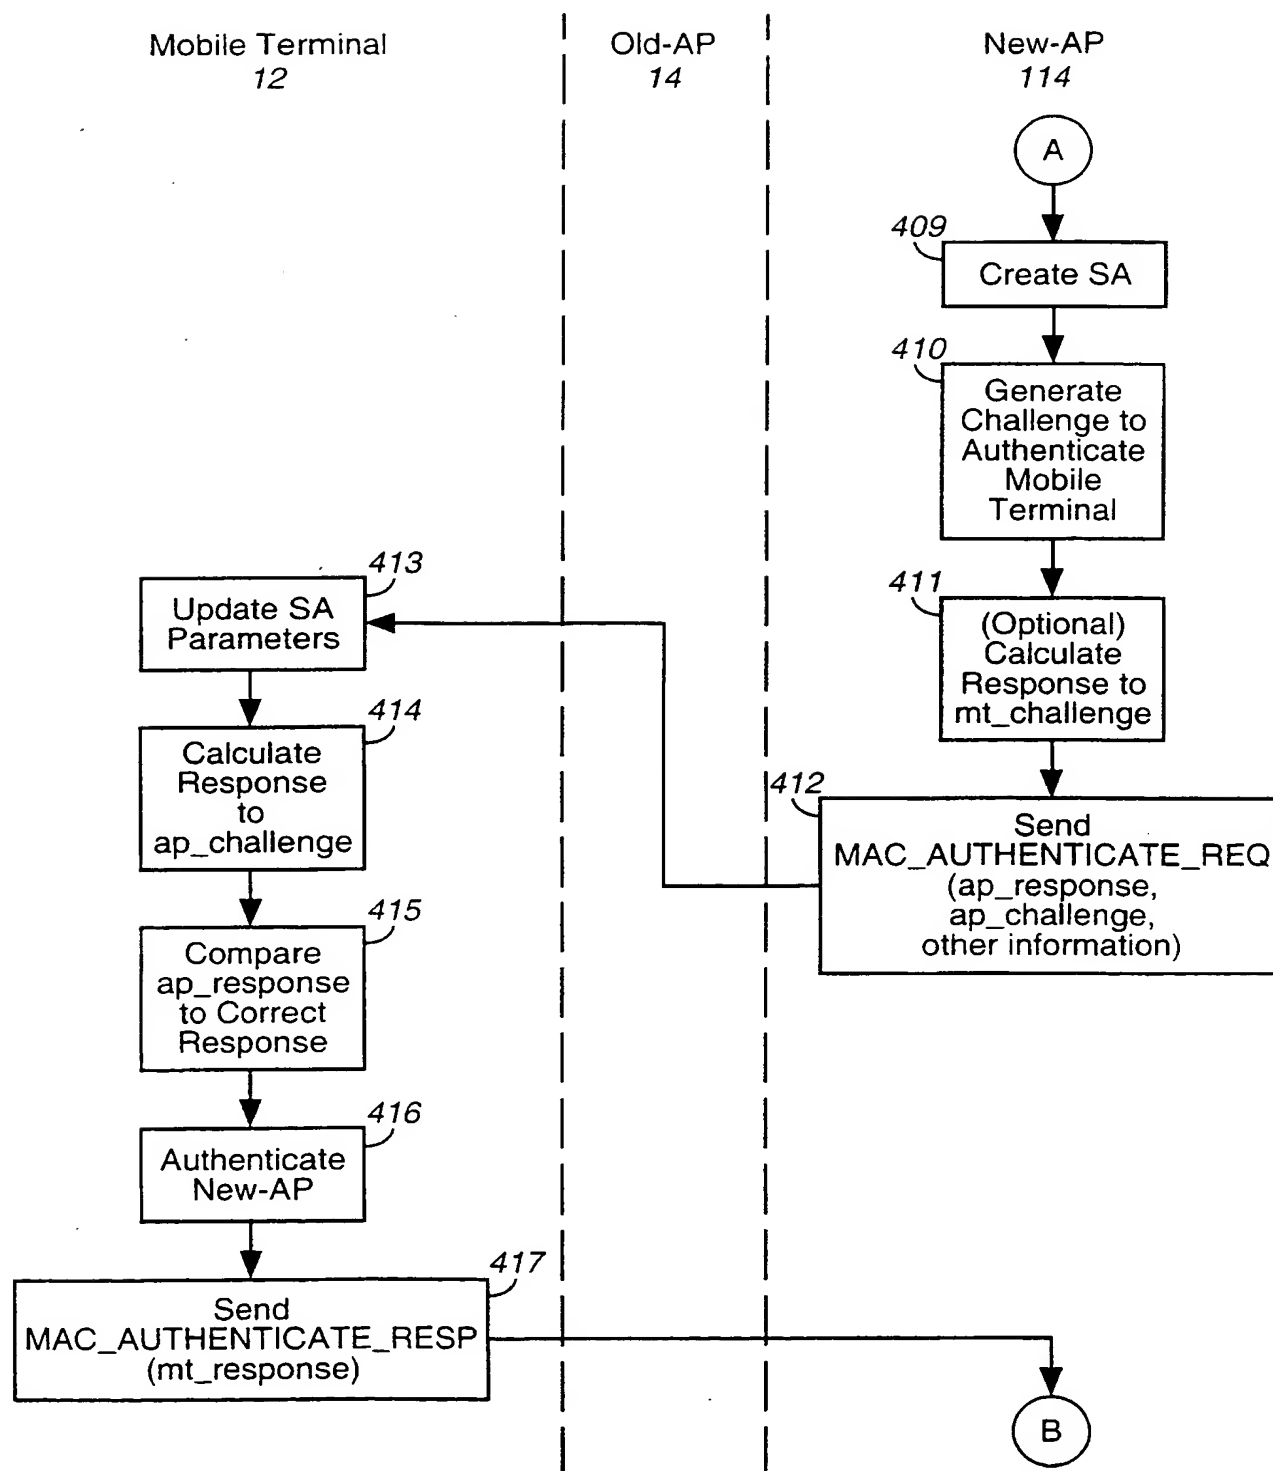 Mobile Terminal
12
Old-AP
14
New-AP
114
A
409
Create SA
410
Generate
Challenge to
Authenticate
Mobile
Terminal
411
(Optional)
Calculate
Response to
mt_challenge
412
Send
MAC_AUTHENTICATE_REQ
(ap_response,
ap_challenge,
other information)
413
Update SA
Parameters
414
Calculate
Response
to
ap_challenge
415
Compare
ap_response
to Correct
Response
416
Authenticate
New-AP
417
Send
MAC_AUTHENTICATE_RESP
(mt_response)
B